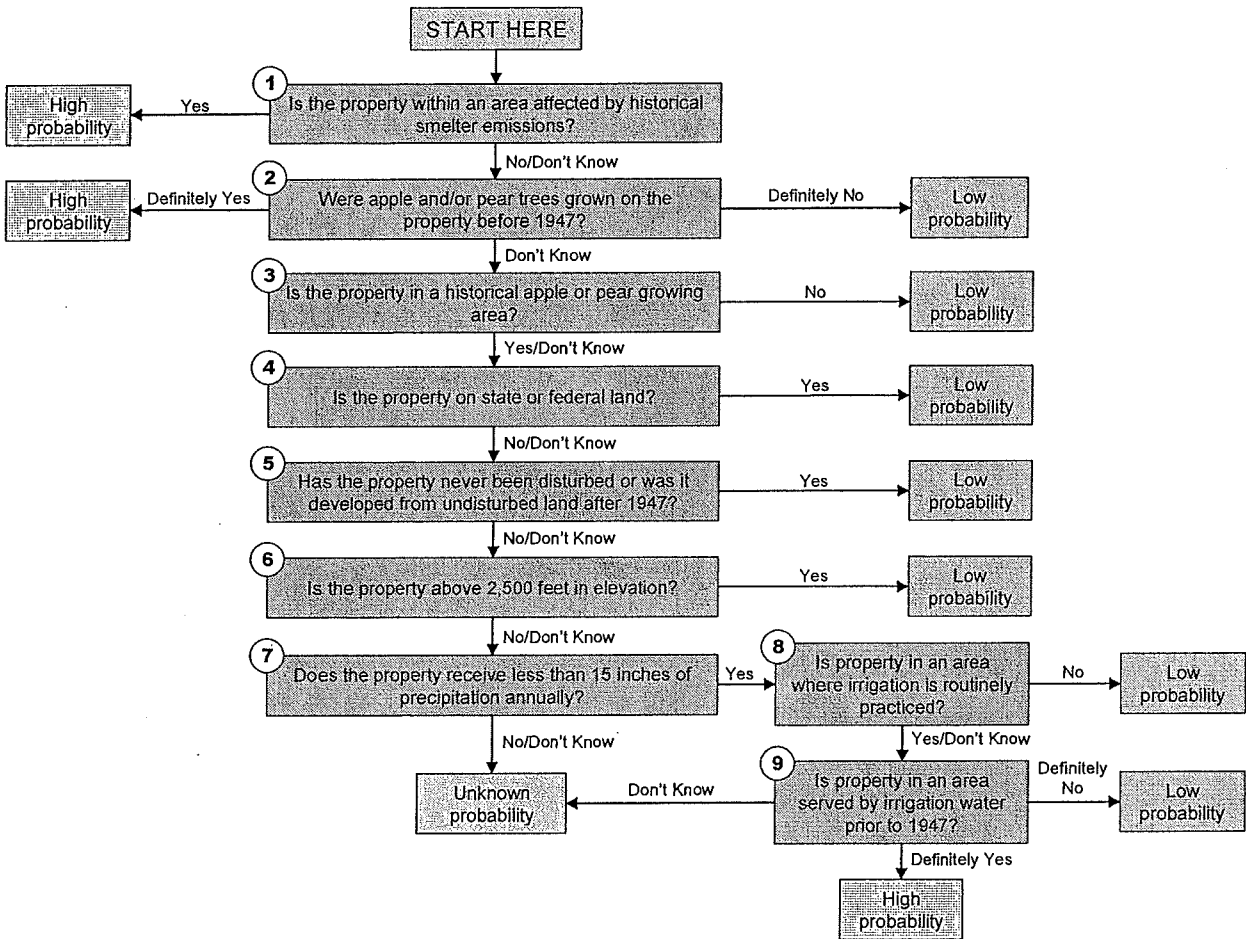 START HERE
1
Is the property within an area affected by historical
smelter emissions?
Yes
High
probability
No/Don't Know
2
Were apple and/or pear trees grown on the
property before 1947?
Definitely Yes
High
probability
Definitely No
Low
probability
Don't Know
3
Is the property in a historical apple or pear growing
area?
No
Low
probability
Yes/Don't Know
4
Is the property on state or federal land?
Yes
Low
probability
No/Don't Know
5
Has the property never been disturbed or was it
developed from undisturbed land after 1947?
Yes
Low
probability
No/Don't Know
6
Is the property above 2,500 feet in elevation?
Yes
Low
probability
No/Don't Know
7
Does the property receive less than 15 inches of
precipitation annually?
Yes
8
Is property in an area
where irrigation is routinely
practiced?
No
Low
probability
No/Don't Know
Yes/Don't Know
Unknown
probability
Don't Know
9
Is property in an area
served by irrigation water
prior to 1947?
Definitely
No
Low
probability
Definitely Yes
High
probability